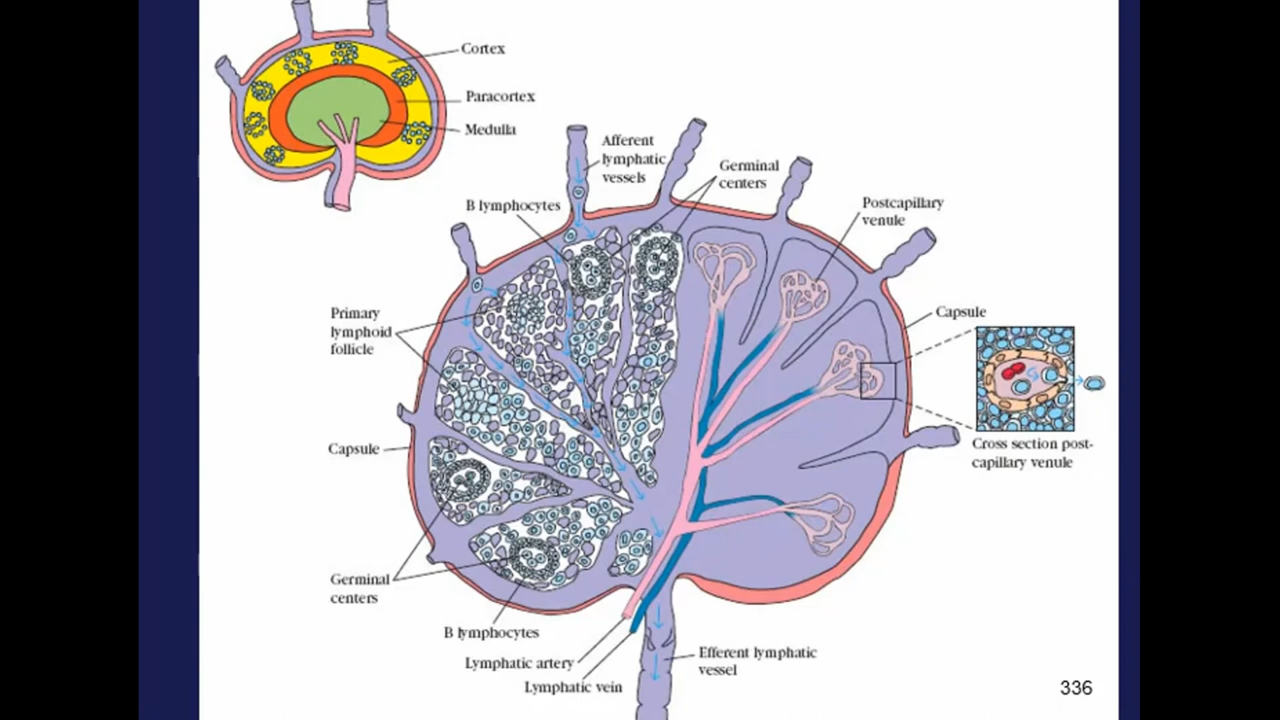 Cortex
Paracortex
Medulla
Afferent
lymphatic
vessels
Germinal
centers
B lymphocytes
Postcapillary
venule
Primary
lymphoid
follicle
Capsule
Capsule
Cross section post-
capillary venule
Germinal
centers
B lymphocytes
Lymphatic artery
Lymphatic vein
Efferent lymphatic
vessel
336